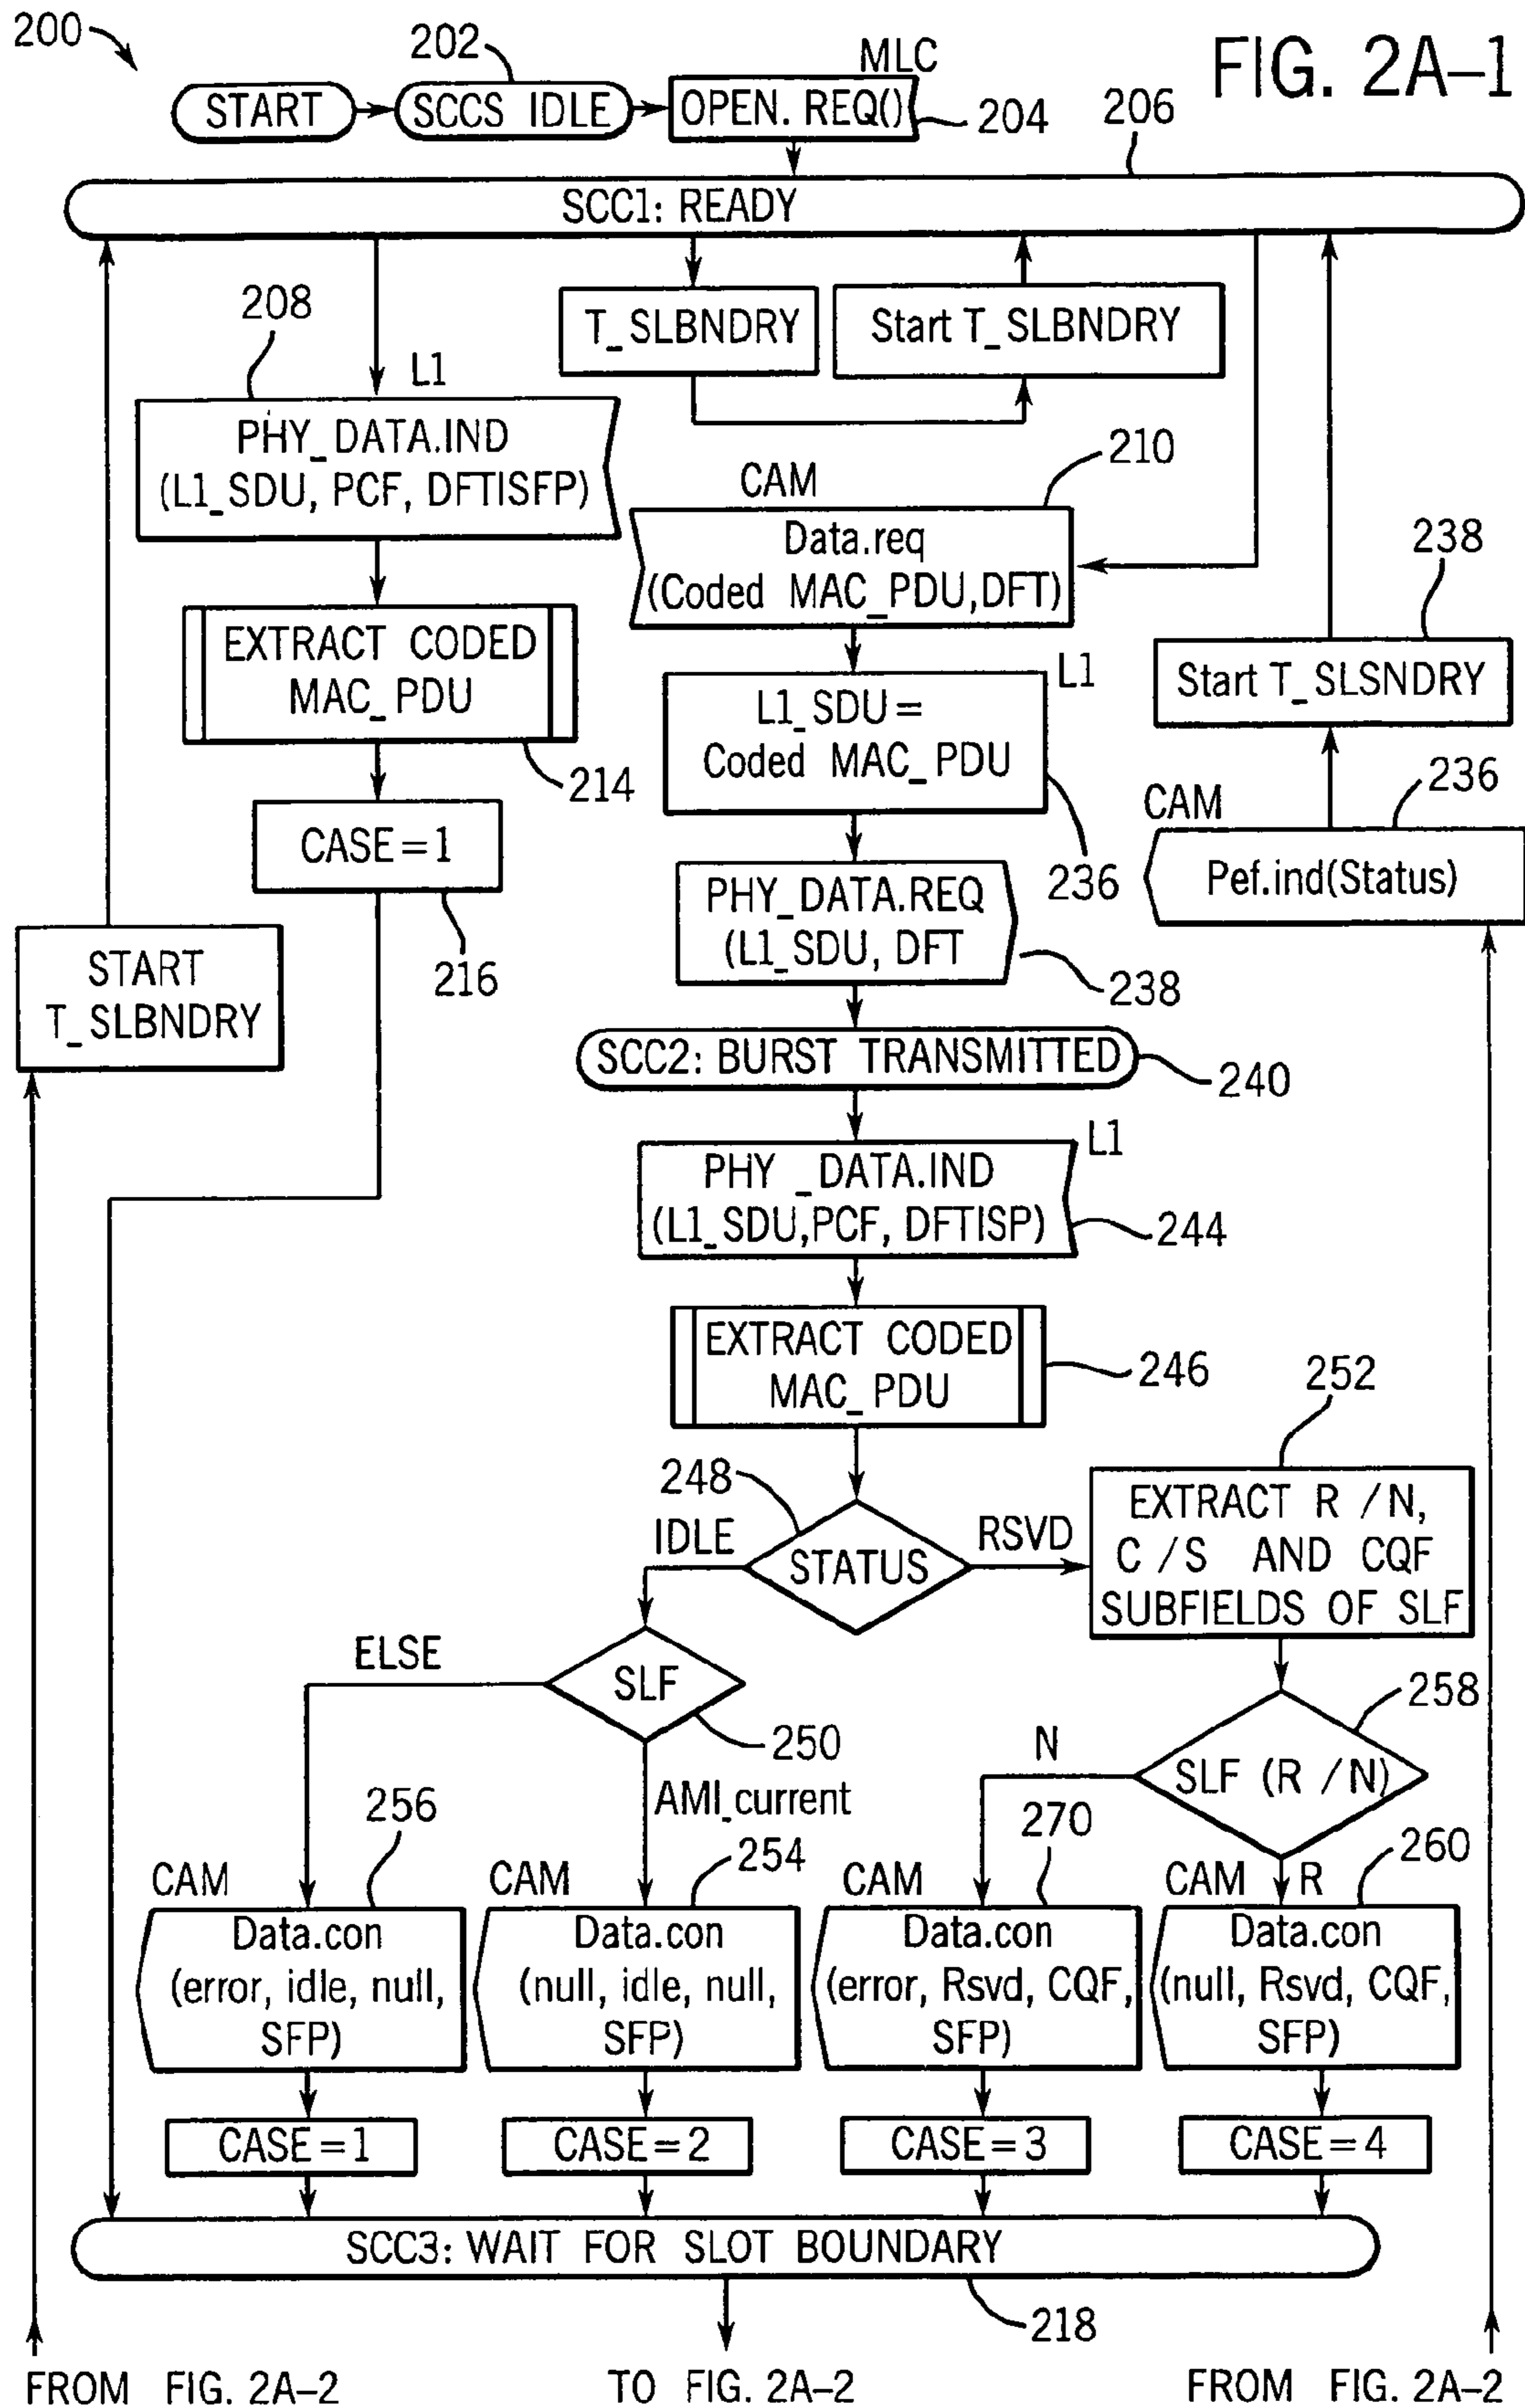 200
202
MLC
FIG. 2A–1
START
SCCS IDLE
OPEN. REQ()
204
206
SCC1: READY
208
T_SLBNDRY
Start T_SLBNDRY
L1
PHY_DATA.IND
(L1_SDU, PCF, DFTISFP)
210
CAM
Data.req
(Coded MAC_PDU,DFT)
238
EXTRACT CODED
MAC_PDU
214
L1
L1_SDU =
Coded MAC_PDU
236
Start T_SLSNDRY
CASE = 1
216
CAM
236
Pef.ind(Status)
PHY_DATA.REQ
(L1_SDU, DFT
238
START
T_SLBNDRY
SCC2: BURST TRANSMITTED
240
L1
PHY _DATA.IND
(L1_SDU,PCF, DFTISP)
244
EXTRACT CODED
MAC_ PDU
246
252
248
IDLE
STATUS
RSVD
EXTRACT R / N,
C / S AND CQF
SUBFIELDS OF SLF
ELSE
SLF
250
258
N
SLF (R / N)
AMI_current
256
254
270
260
CAM
CAM
CAM
CAM
R
Data.con
(error, idle, null,
SFP)
Data.con
(null, idle, null,
SFP)
Data.con
(error, Rsvd, CQF,
SFP)
Data.con
(null, Rsvd, CQF,
SFP)
CASE = 1
CASE = 2
CASE = 3
CASE = 4
SCC3: WAIT FOR SLOT BOUNDARY
218
FROM FIG. 2A–2
TO FIG. 2A–2
FROM FIG. 2A–2